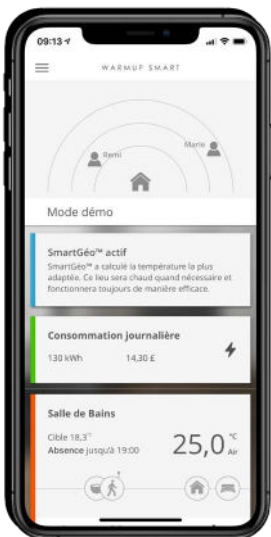 09:13
WARMUP SMART
Remi
Marie
Mode démo
SmartGéo™ actif
SmartGéo™ a calculé la température la plus
adaptée. Ce lieu sera chaud quand nécessaire et
fonctionnera toujours de manière efficace.
Consommation journalière
130 kWh 14,30 £
Salle de Bains
Cible 18,3°
Absence jusqu'à 19:00
25,0 °C
Air